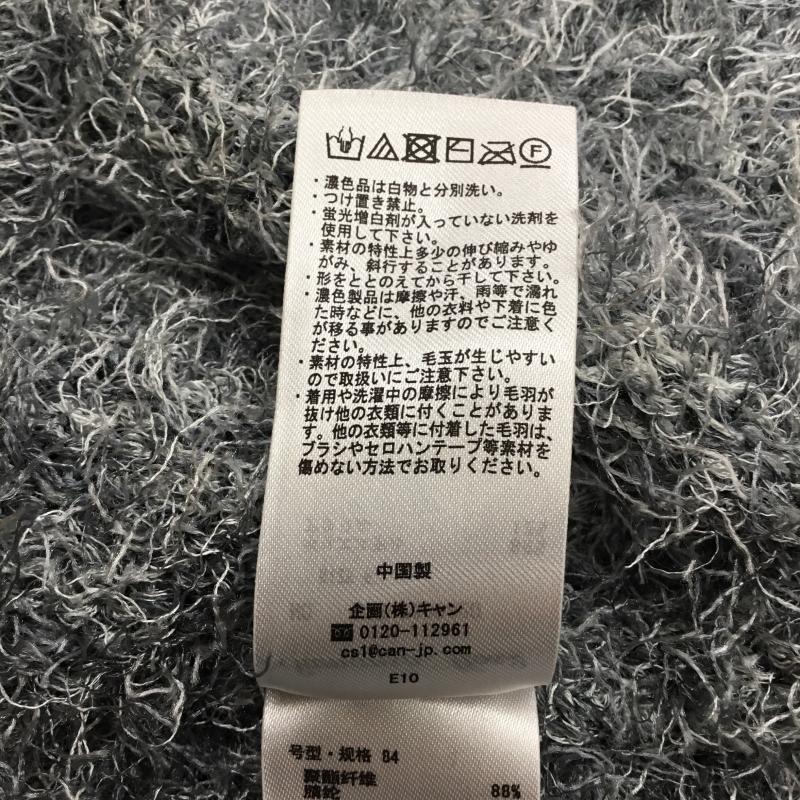 F
・濃色品は白物と分別洗い。
・つけ置き禁止。
・蛍光増白剤が入っていない洗剤を
使用して下さい。
・素材の特性上多少の伸び縮みやゆ
がみ、斜行することがあります。
・形をととのえてから干して下さい。
・濃色製品は摩擦や汗、雨等で濡れ
た時などに、他の衣料や下着に色
が移る事がありますのでご注意く
ださい。
・素材の特性上、毛玉が生じやすい
ので取扱いにご注意下さい。
・着用や洗濯中の摩擦により毛羽が
抜け他の衣類に付くことがありま
す。他の衣類等に付着した毛羽は、
ブラシやセロハンテープ等素材を
傷めない方法でお取りください。
中国製
企画(株)キャン
0120-112961
cs1@can-jp.com
E10
号型・规格 84
聚酯纤维
腈纶 88%